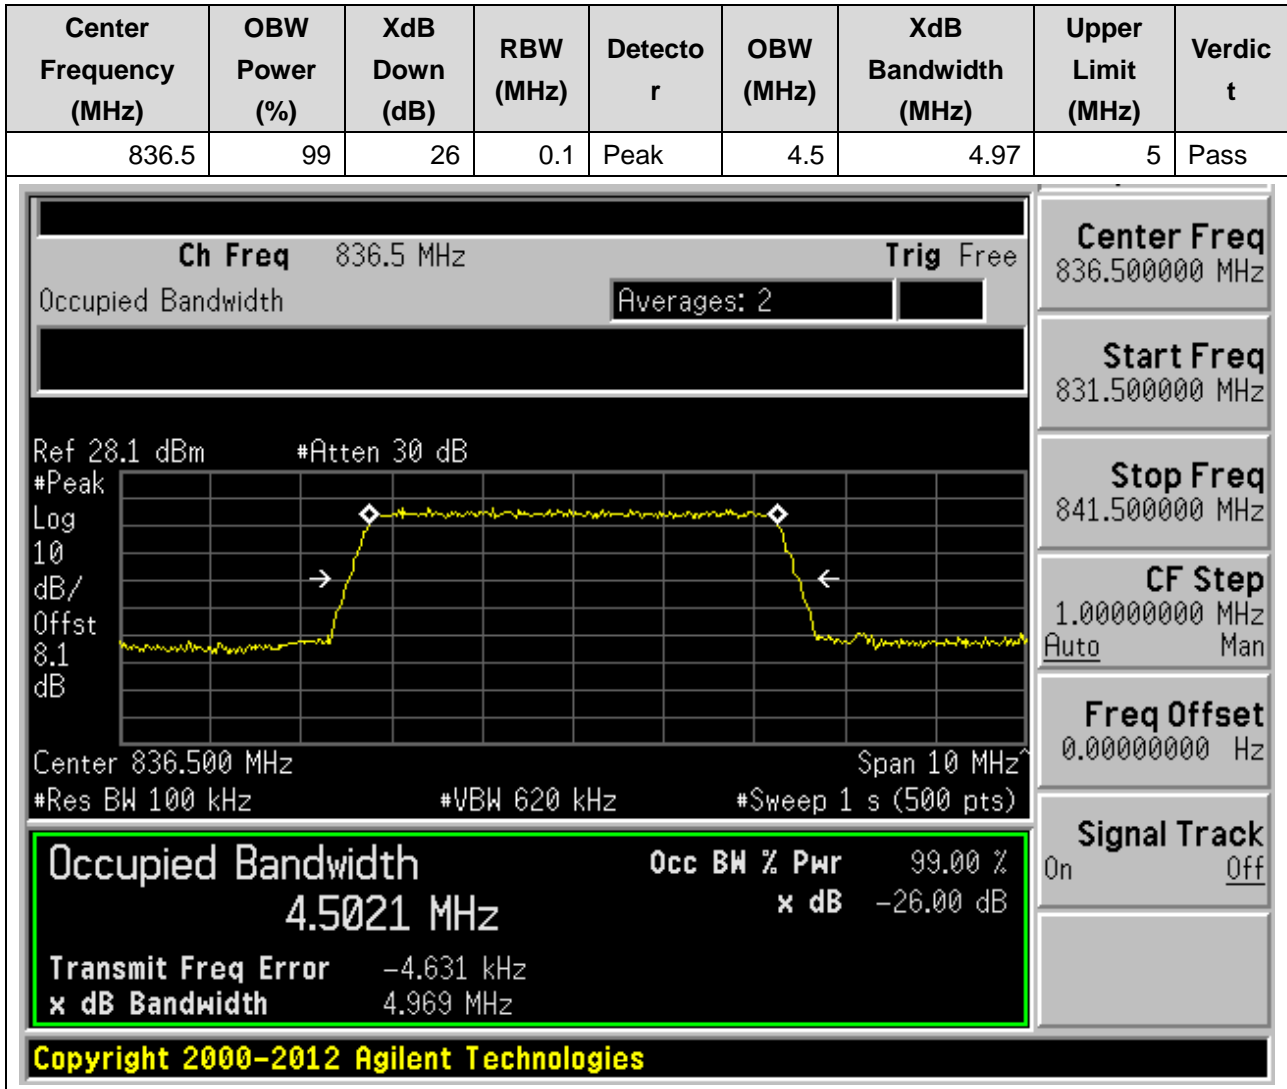 Center Frequency (MHz) OBW Power (%) XdB Down (dB) RBW (MHz) Detector OBW (MHz) XdB Bandwidth (MHz) Upper Limit (MHz) Verdict
836.5 99 26 0.1 Peak 4.5 4.97 5 Pass
Ch Freq 836.5 MHz Trig Free
Occupied Bandwidth Averages: 2
Ref 28.1 dBm #Atten 30 dB
#Peak
Log
10
dB/
Offst
8.1
dB
Center 836.500 MHz Span 10 MHz^
#Res BW 100 kHz #VBW 620 kHz #Sweep 1 s (500 pts)
Occupied Bandwidth Occ BW % Pwr 99.00 %
4.5021 MHz x dB -26.00 dB
Transmit Freq Error -4.631 kHz
x dB Bandwidth 4.969 MHz
Copyright 2000-2012 Agilent Technologies
Center Freq
836.500000 MHz
Start Freq
831.500000 MHz
Stop Freq
841.500000 MHz
CF Step
1.00000000 MHz
Auto Man
Freq Offset
0.00000000 Hz
Signal Track
On Off